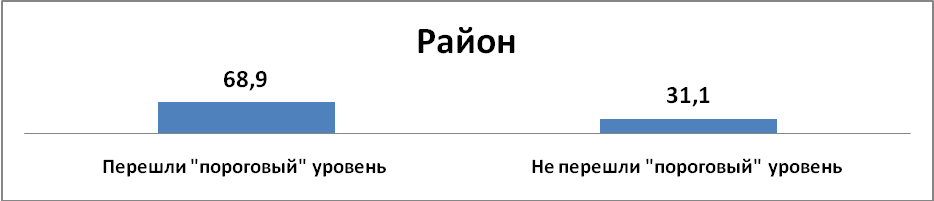 Район
68,9
31,1
Перешли "пороговый" уровень
Не перешли "пороговый" уровень